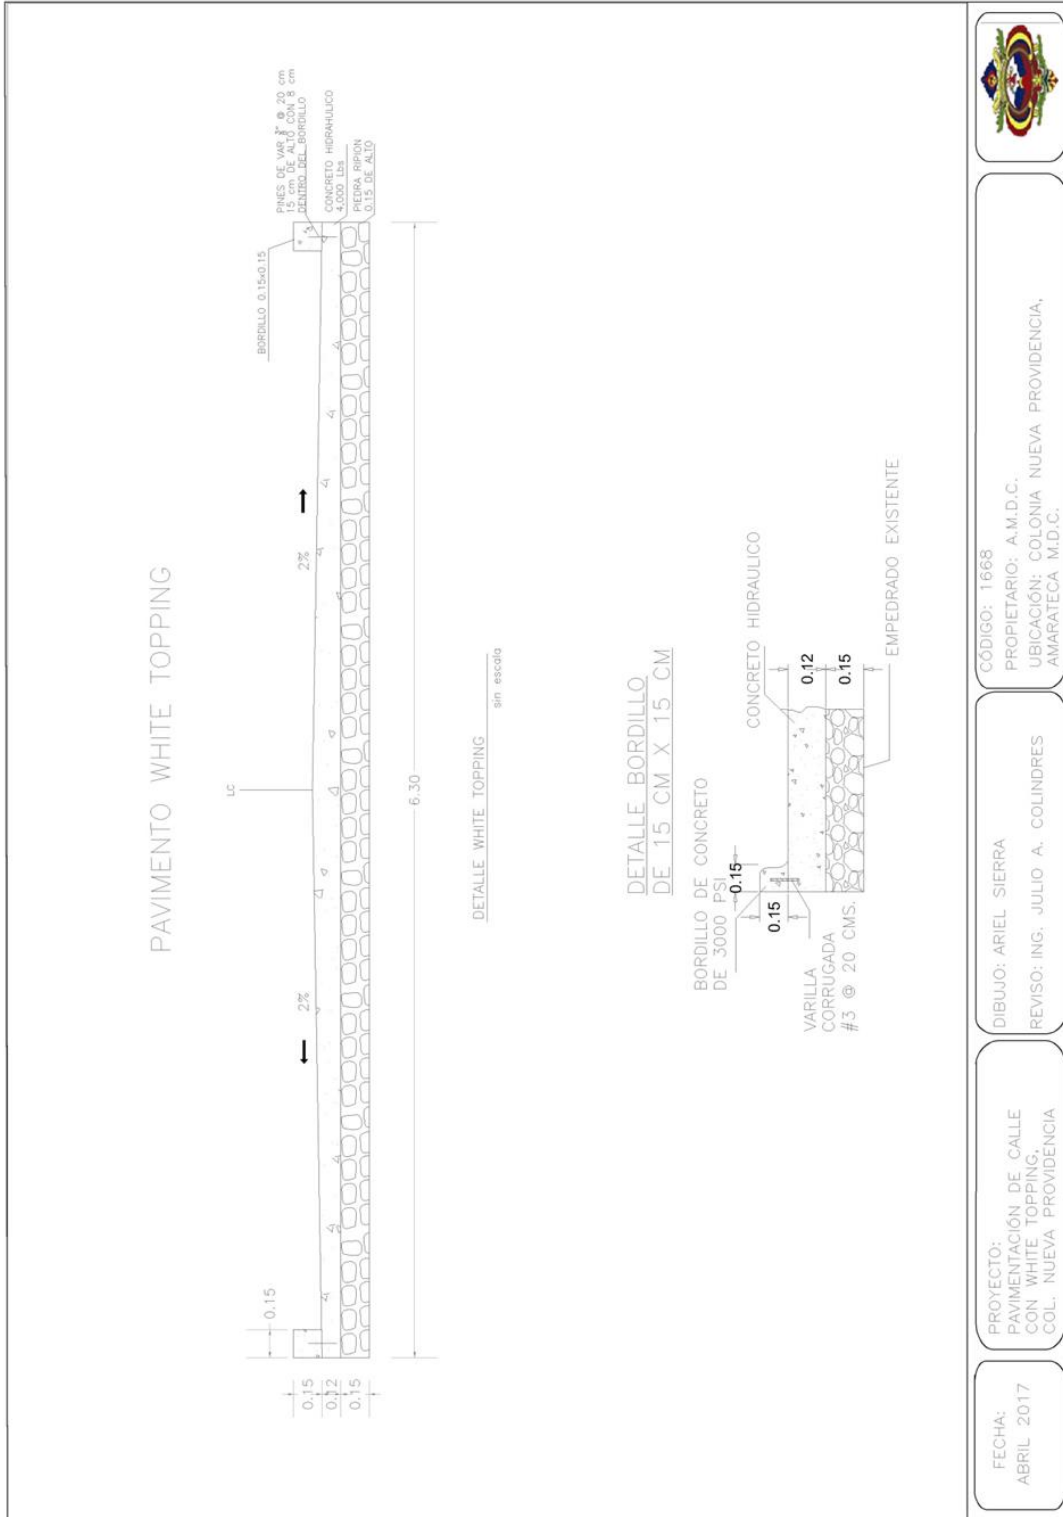 PAVIMENTO WHITE TOPPING
LC
2%
2%
0.15
0.15
0.12
0.15
BORDILLO 0.15x0.15
PINES DE VAR 3/8" @ 20 cm
15 cm DE ALTO CON 8 cm
DENTRO DEL BORDILLO
CONCRETO HIDRAHULICO
4,000 Lbs
PIEDRA RIPION
0.15 DE ALTO
6.30
DETALLE WHITE TOPPING
sin escala
DETALLE BORDILLO
DE 15 CM X 15 CM
BORDILLO DE CONCRETO
DE 3000 PSI
0.15
0.15
VARILLA
CORRUGADA
#3 @ 20 CMS.
CONCRETO HIDRAULICO
0.12
0.15
EMPEDRADO EXISTENTE
FECHA:
ABRIL 2017
PROYECTO:
PAVIMENTACIÓN DE CALLE
CON WHITE TOPPING,
COL. NUEVA PROVIDENCIA
DIBUJO: ARIEL SIERRA
REVISO: ING. JULIO A. COLINDRES
CÓDIGO: 1668
PROPIETARIO: A.M.D.C.
UBICACIÓN: COLONIA NUEVA PROVIDENCIA,
AMARATECA M.D.C.